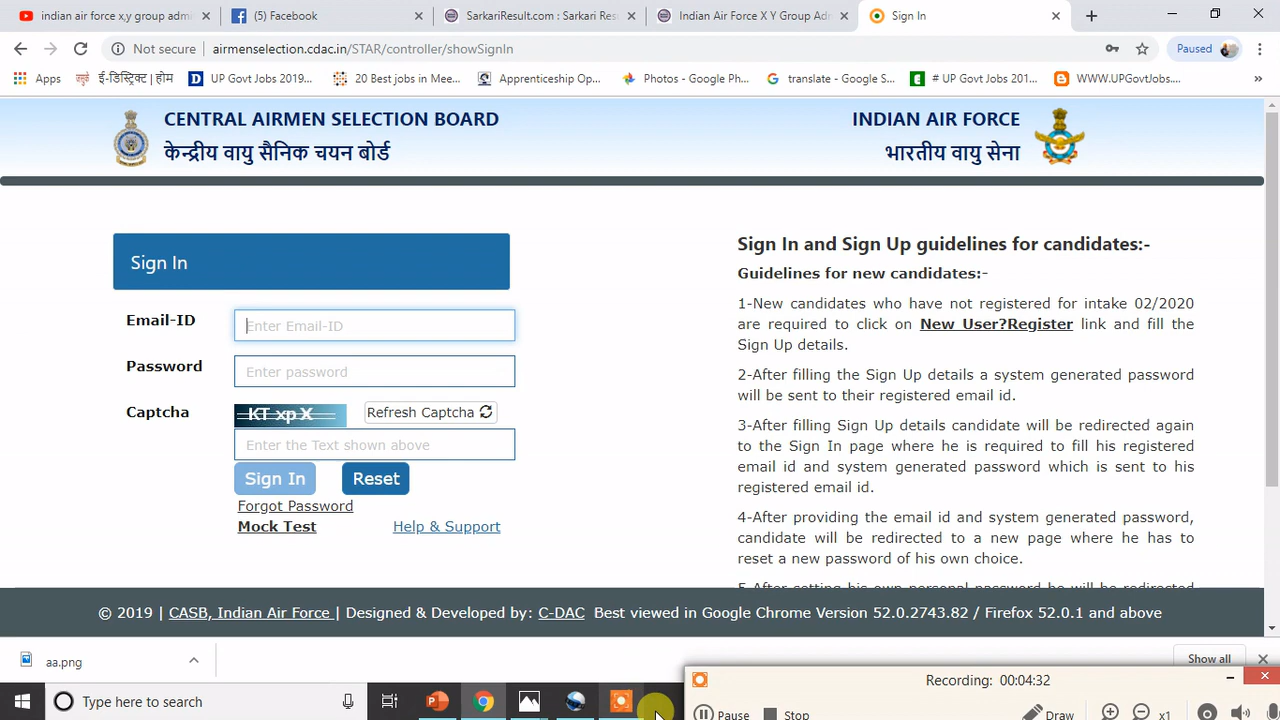 indian air force x,y group admi
(5) Facebook
SarkariResult.com : Sarkari Res
Indian Air Force X Y Group Adm
Sign In
Not secure
airmenselection.cdac.in/STAR/controller/showSignIn
Paused
Apps
ई-डिस्ट्रिक्ट | होम
UP Govt Jobs 2019...
20 Best jobs in Mee...
Apprenticeship Op...
Photos - Google Ph...
translate - Google S...
# UP Govt Jobs 201...
WWW.UPGovtJobs....
CENTRAL AIRMEN SELECTION BOARD
केन्द्रीय वायु सैनिक चयन बोर्ड
INDIAN AIR FORCE
भारतीय वायु सेना
Sign In
Email-ID
Enter Email-ID
Password
Enter password
Captcha
KT xp X
Refresh Captcha
Enter the Text shown above
Sign In
Reset
Forgot Password
Mock Test
Help & Support
Sign In and Sign Up guidelines for candidates:-
Guidelines for new candidates:-
1-New candidates who have not registered for intake 02/2020
are required to click on New User?Register link and fill the
Sign Up details.
2-After filling the Sign Up details a system generated password
will be sent to their registered email id.
3-After filling Sign Up details candidate will be redirected again
to the Sign In page where he is required to fill his registered
email id and system generated password which is sent to his
registered email id.
4-After providing the email id and system generated password,
candidate will be redirected to a new page where he has to
reset a new password of his own choice.
5-After setting his own personal password he will be redirected
© 2019 | CASB, Indian Air Force | Designed & Developed by: C-DAC Best viewed in Google Chrome Version 52.0.2743.82 / Firefox 52.0.1 and above
aa.png
Show all
Type here to search
Recording: 00:04:32
Pause
Stop
Draw
x1